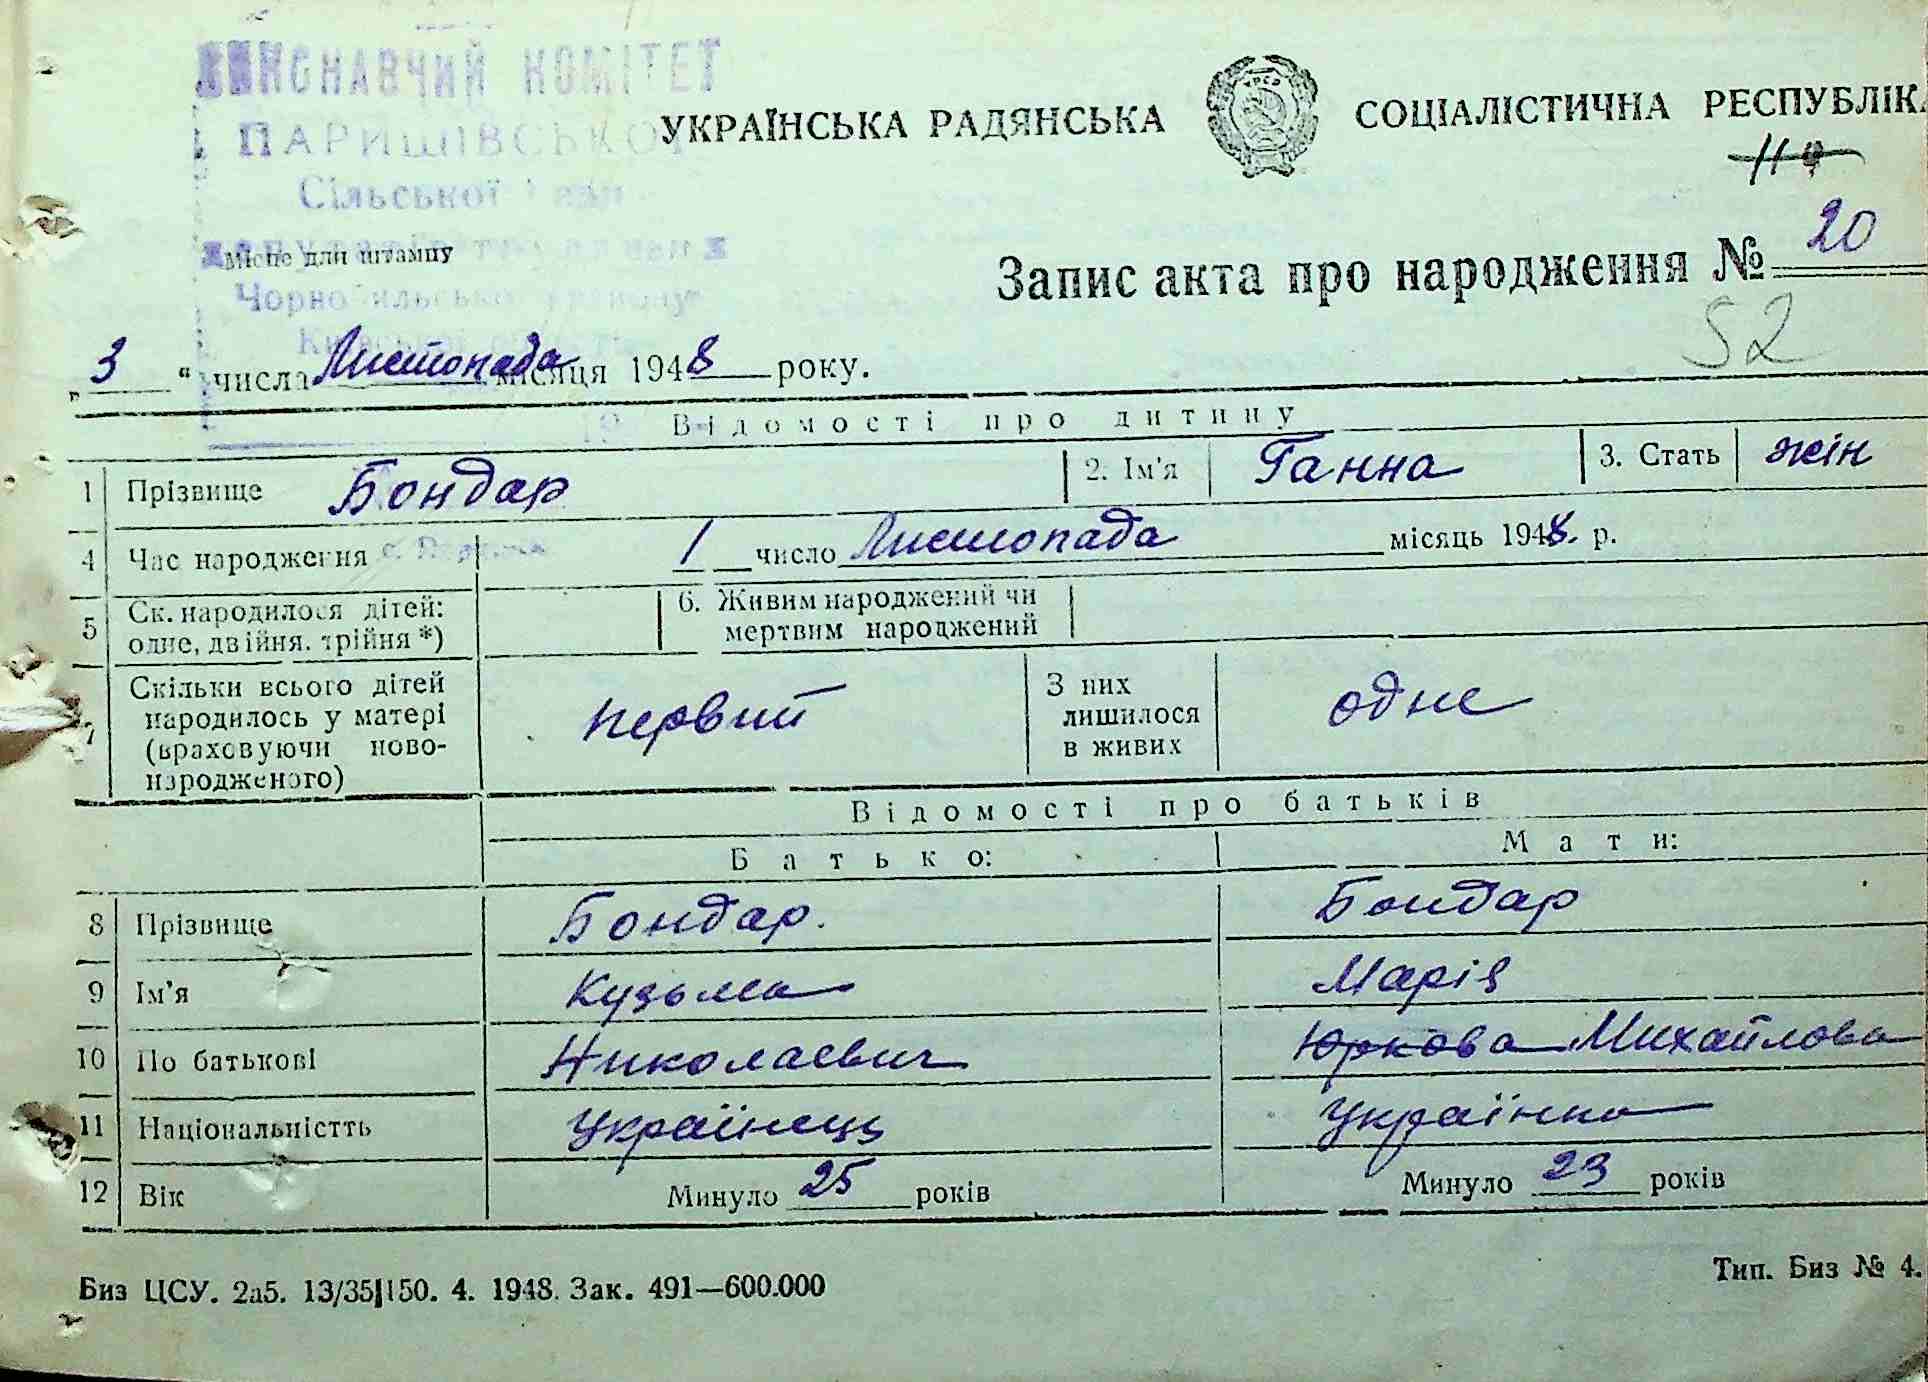 ВИКОНАВЧИЙ КОМІТЕТ
ПАРИШІВСЬКОЇ
Сільської
Чорнобильського району
УКРАЇНСЬКА РАДЯНСЬКА СОЦІАЛІСТИЧНА РЕСПУБЛІК
Місце для штампу
Запис акта про народження № 20
52
„3“ числа Листопада місяця 1948 року.
Відомості про дитину
1 Прізвище Бондар 2. Ім'я Ганна 3. Стать жін
4 Час народження 1 число Листопада місяць 1948. р.
5 Ск. народилося дітей: одне, двійня. трійня *) 6. Живим народжений чи мертвим народжений
7 Скільки всього дітей народилось у матері (враховуючи ново-народженого) первий З них лишилося в живих одне
Відомості про батьків
Батько: Мати:
8 Прізвище Бондар. Бондар
9 Ім'я Кузьма Марія
10 По батькові Николаевич Юркова Михайлова
11 Національністть Українець Українка
12 Вік Минуло 25 років Минуло 23 років
Биз ЦСУ. 2а5. 13/35|150. 4. 1948. Зак. 491—600.000 Тип. Биз № 4.